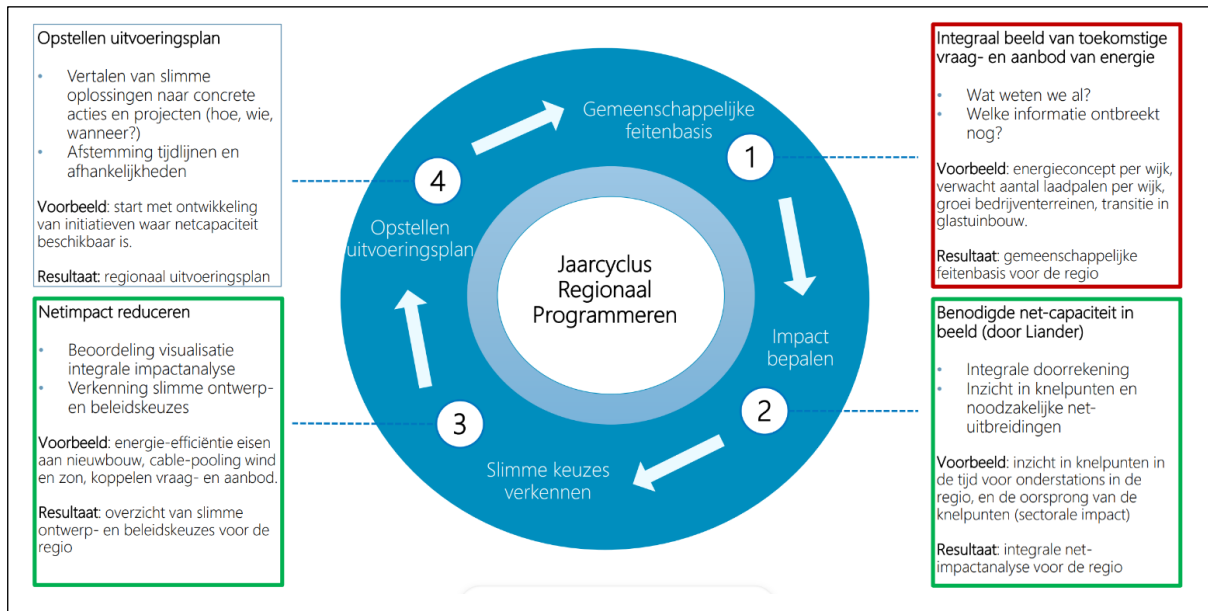 Opstellen uitvoeringsplan
• Vertalen van slimme
oplossingen naar concrete
acties en projecten (hoe, wie,
wanneer?)
• Afstemming tijdlijnen en
afhankelijkheden
Voorbeeld: start met ontwikkeling
van initiatieven waar netcapaciteit
beschikbaar is.
Resultaat: regionaal uitvoeringsplan
Netimpact reduceren
• Beoordeling visualisatie
integrale impactanalyse
• Verkenning slimme ontwerp-
en beleidskeuzes
Voorbeeld: energie-efficiëntie eisen
aan nieuwbouw, cable-pooling wind
en zon, koppelen vraag- en aanbod.
Resultaat: overzicht van slimme
ontwerp- en beleidskeuzes voor de
regio
Gemeenschappelijke
feitenbasis
1
4
Opstellen
uitvoeringsplan
Jaarcyclus
Regionaal
Programmeren
Impact
bepalen
2
3
Slimme keuzes
verkennen
Integraal beeld van toekomstige
vraag- en aanbod van energie
• Wat weten we al?
• Welke informatie ontbreekt
nog?
Voorbeeld: energieconcept per wijk,
verwacht aantal laadpalen per wijk,
groei bedrijventerreinen, transitie in
glastuinbouw.
Resultaat: gemeenschappelijke
feitenbasis voor de regio
Benodigde net-capaciteit in
beeld (door Liander)
• Integrale doorrekening
• Inzicht in knelpunten en
noodzakelijke net-
uitbreidingen
Voorbeeld: inzicht in knelpunten in
de tijd voor onderstations in de
regio, en de oorsprong van de
knelpunten (sectorale impact)
Resultaat: integrale net-
impactanalyse voor de regio